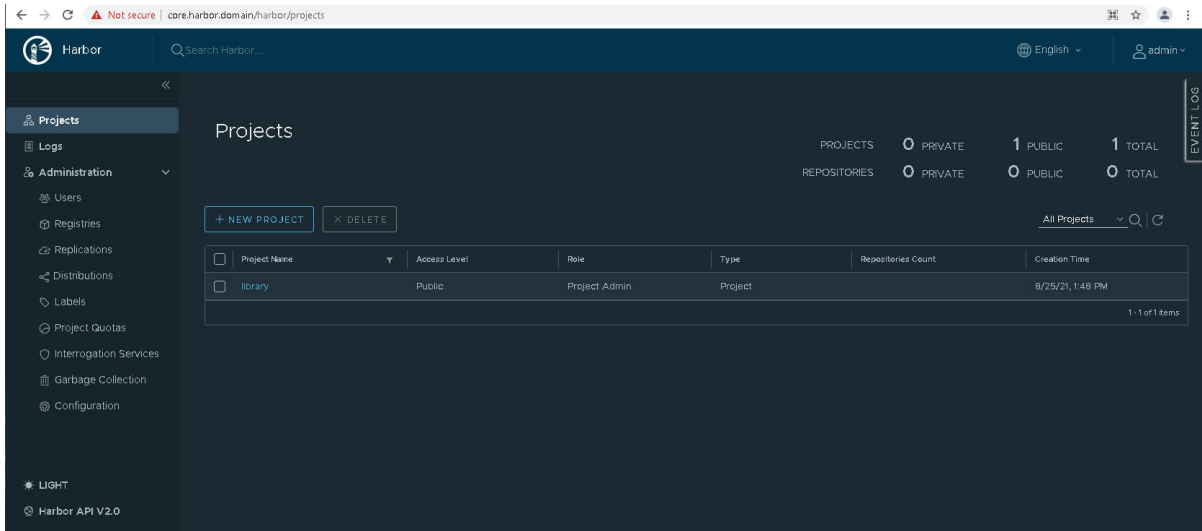 Not secure | core.harbor.domain/harbor/projects
Harbor
Search Harbor...
English
admin
EVENT LOG
Projects
Logs
Administration
Users
Registries
Replications
Distributions
Labels
Project Quotas
Interrogation Services
Garbage Collection
Configuration
LIGHT
Harbor API V2.0
Projects
PROJECTS 0 PRIVATE 1 PUBLIC 1 TOTAL
REPOSITORIES 0 PRIVATE 0 PUBLIC 0 TOTAL
+ NEW PROJECT × DELETE All Projects
Project Name Access Level Role Type Repositories Count Creation Time
library Public Project Admin Project 8/25/21, 1:48 PM
1 - 1 of 1 items